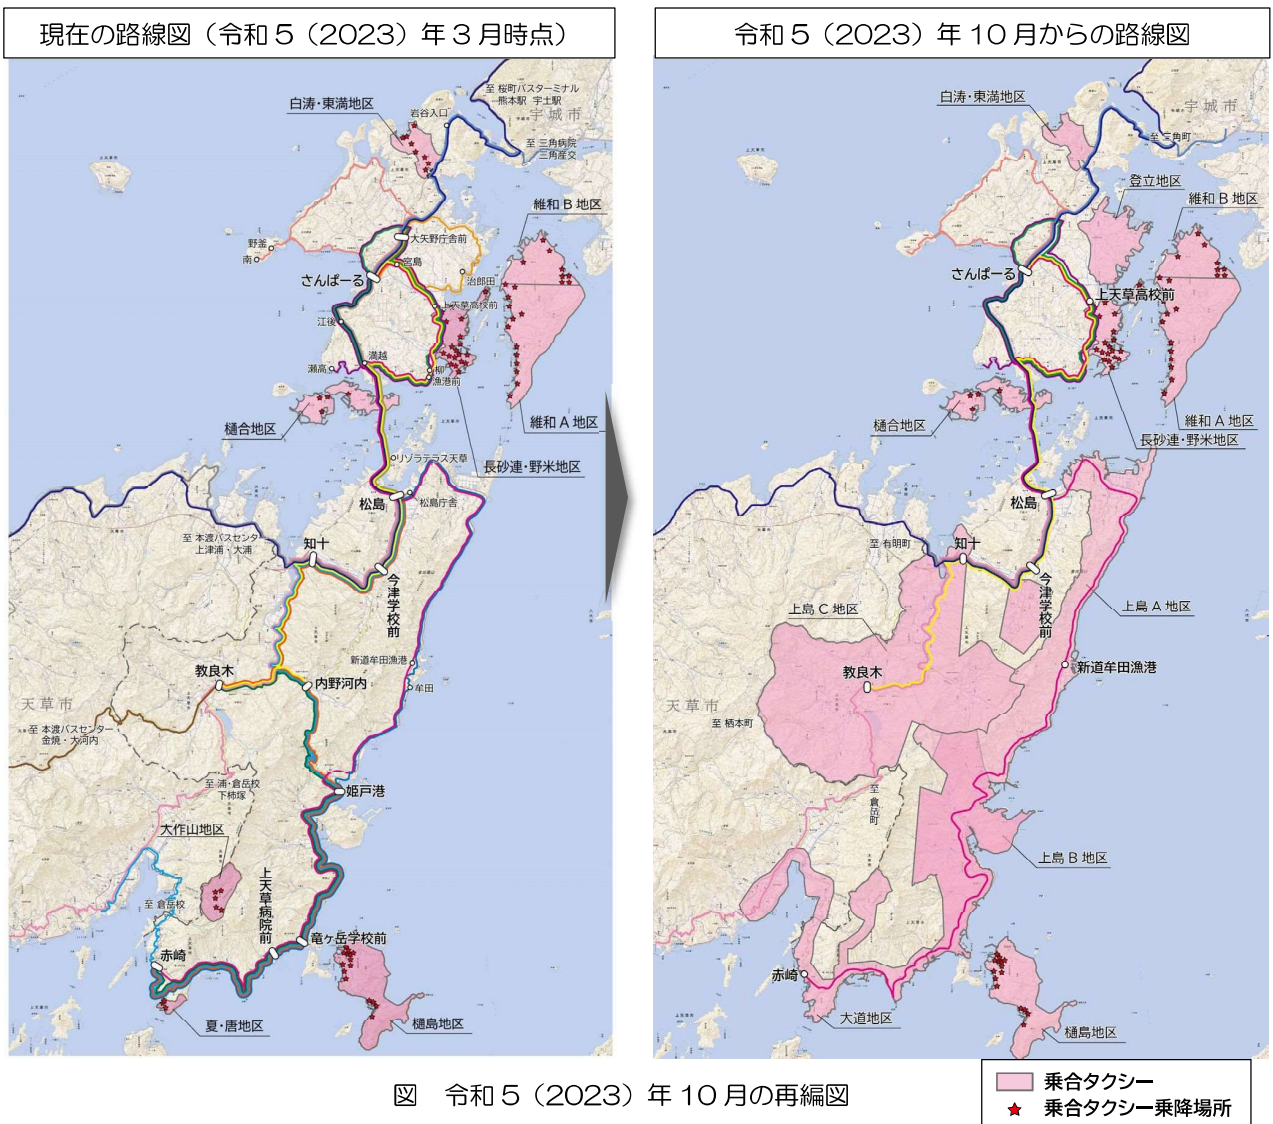 現在の路線図（令和５（2023）年３月時点）
至 桜町バスターミナル
熊本駅 宇土駅
宇城市
白涛・東満地区
岩谷入口
至 三角病院
三角産交
維和Ｂ地区
大矢野庁舎前
野釜
南
宮島
さんぱーる
治郎田
上天草高校前
江後
満越
瀬高
柳
漁港前
維和Ａ地区
樋合地区
リゾラテラス天草
長砂連・野米地区
松島
松島庁舎
至 本渡バスセンター
上津浦・大浦
知十
今津学校前
新道牟田漁港
教良木
内野河内
牟田
天草市
至 本渡バスセンター
金焼・大河内
至 浦・倉岳校
下柿塚
姫戸港
大作山地区
上天草病院前
至 倉岳校
竜ヶ岳学校前
赤崎
夏・唐地区
樋島地区
令和５（2023）年 10 月からの路線図
宇城市
白涛・東満地区
至 三角町
登立地区
維和Ｂ地区
さんぱーる
上天草高校前
維和Ａ地区
樋合地区
長砂連・野米地区
松島
至 有明町
知十
今津学校前
上島Ｃ地区
上島Ａ地区
教良木
新道牟田漁港
天草市
至 栖本町
至 倉岳町
上島Ｂ地区
赤崎
大道地区
樋島地区
図　令和５（2023）年 10 月の再編図
乗合タクシー
乗合タクシー乗降場所